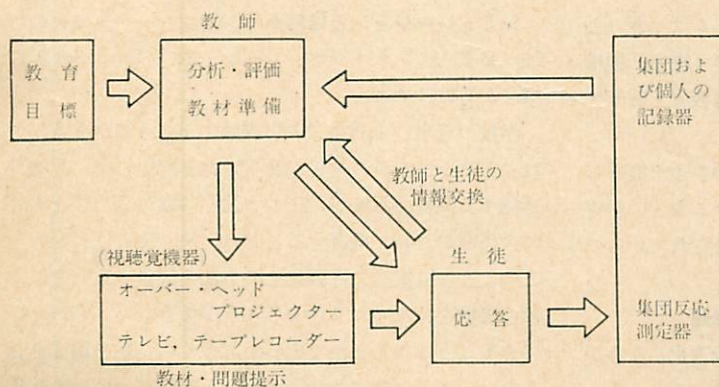 教師
教育
目標
分析・評価
教材準備
集団およ
び個人の
記録器
教師と生徒の
情報交換
(視聴覚機器)
オーバー・ヘッド
プロジェクター
テレビ、テープレコーダー
教材・問題提示
生徒
応答
集団反応
測定器